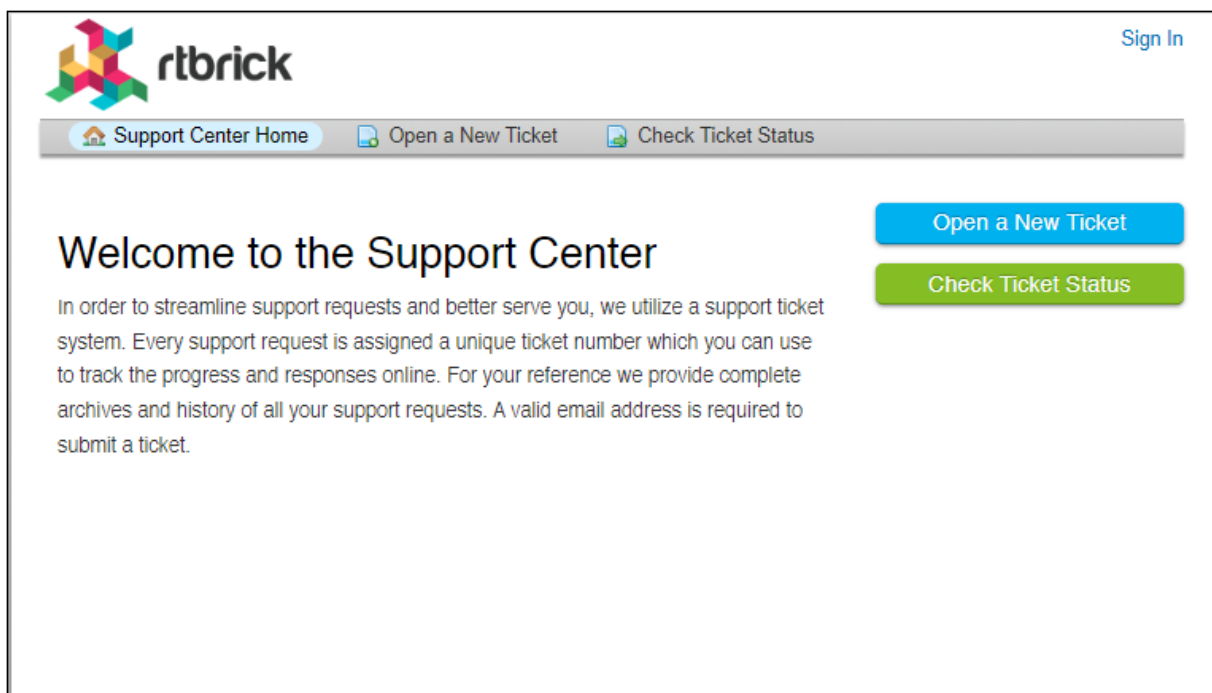 rtbrick
Sign In
Support Center Home
Open a New Ticket
Check Ticket Status
Welcome to the Support Center
In order to streamline support requests and better serve you, we utilize a support ticket
system. Every support request is assigned a unique ticket number which you can use
to track the progress and responses online. For your reference we provide complete
archives and history of all your support requests. A valid email address is required to
submit a ticket.
Open a New Ticket
Check Ticket Status